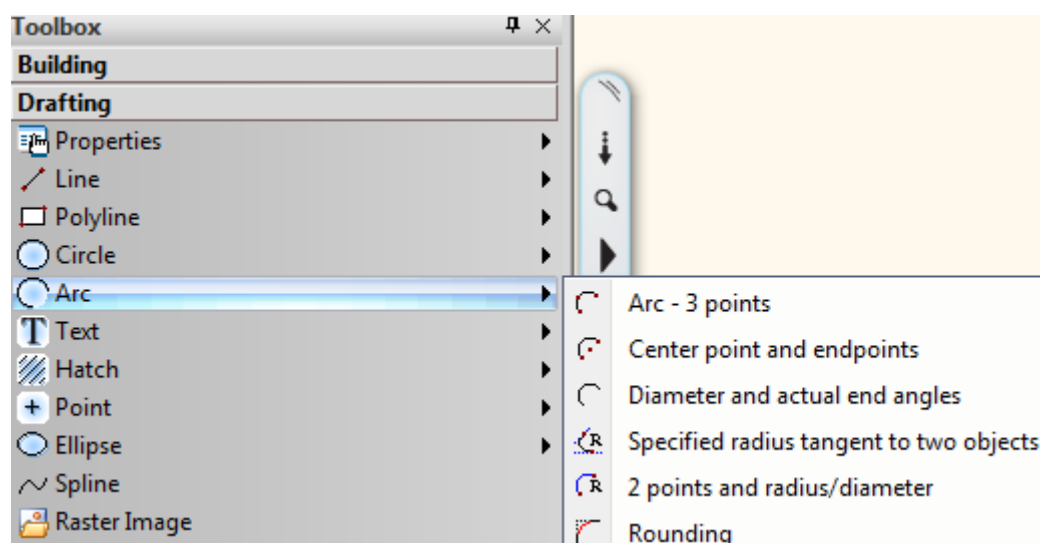 Toolbox
Building
Drafting
Properties
Line
Polyline
Circle
Arc
Text
Hatch
Point
Ellipse
Spline
Raster Image
Arc - 3 points
Center point and endpoints
Diameter and actual end angles
Specified radius tangent to two objects
2 points and radius/diameter
Rounding